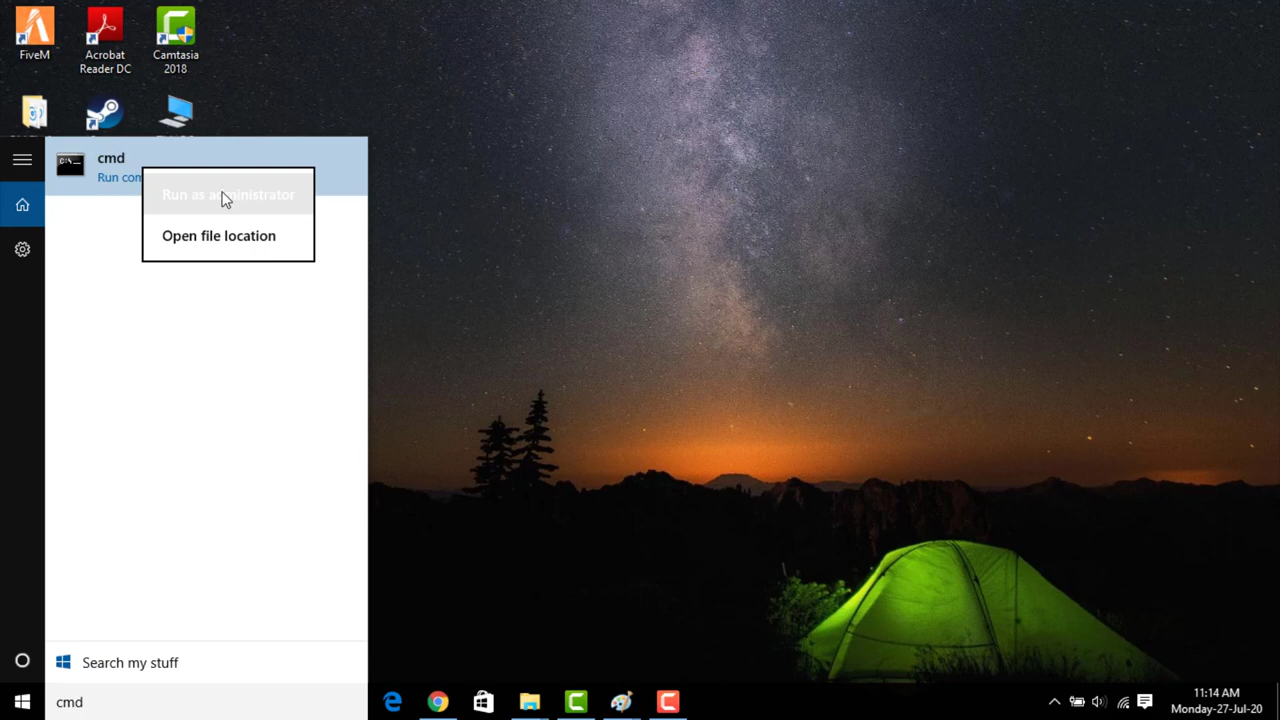 FiveM
Acrobat
Reader DC
Camtasia
2018
cmd
Run com
Run as administrator
Open file location
Search my stuff
cmd
11:14 AM
Monday-27-Jul-20